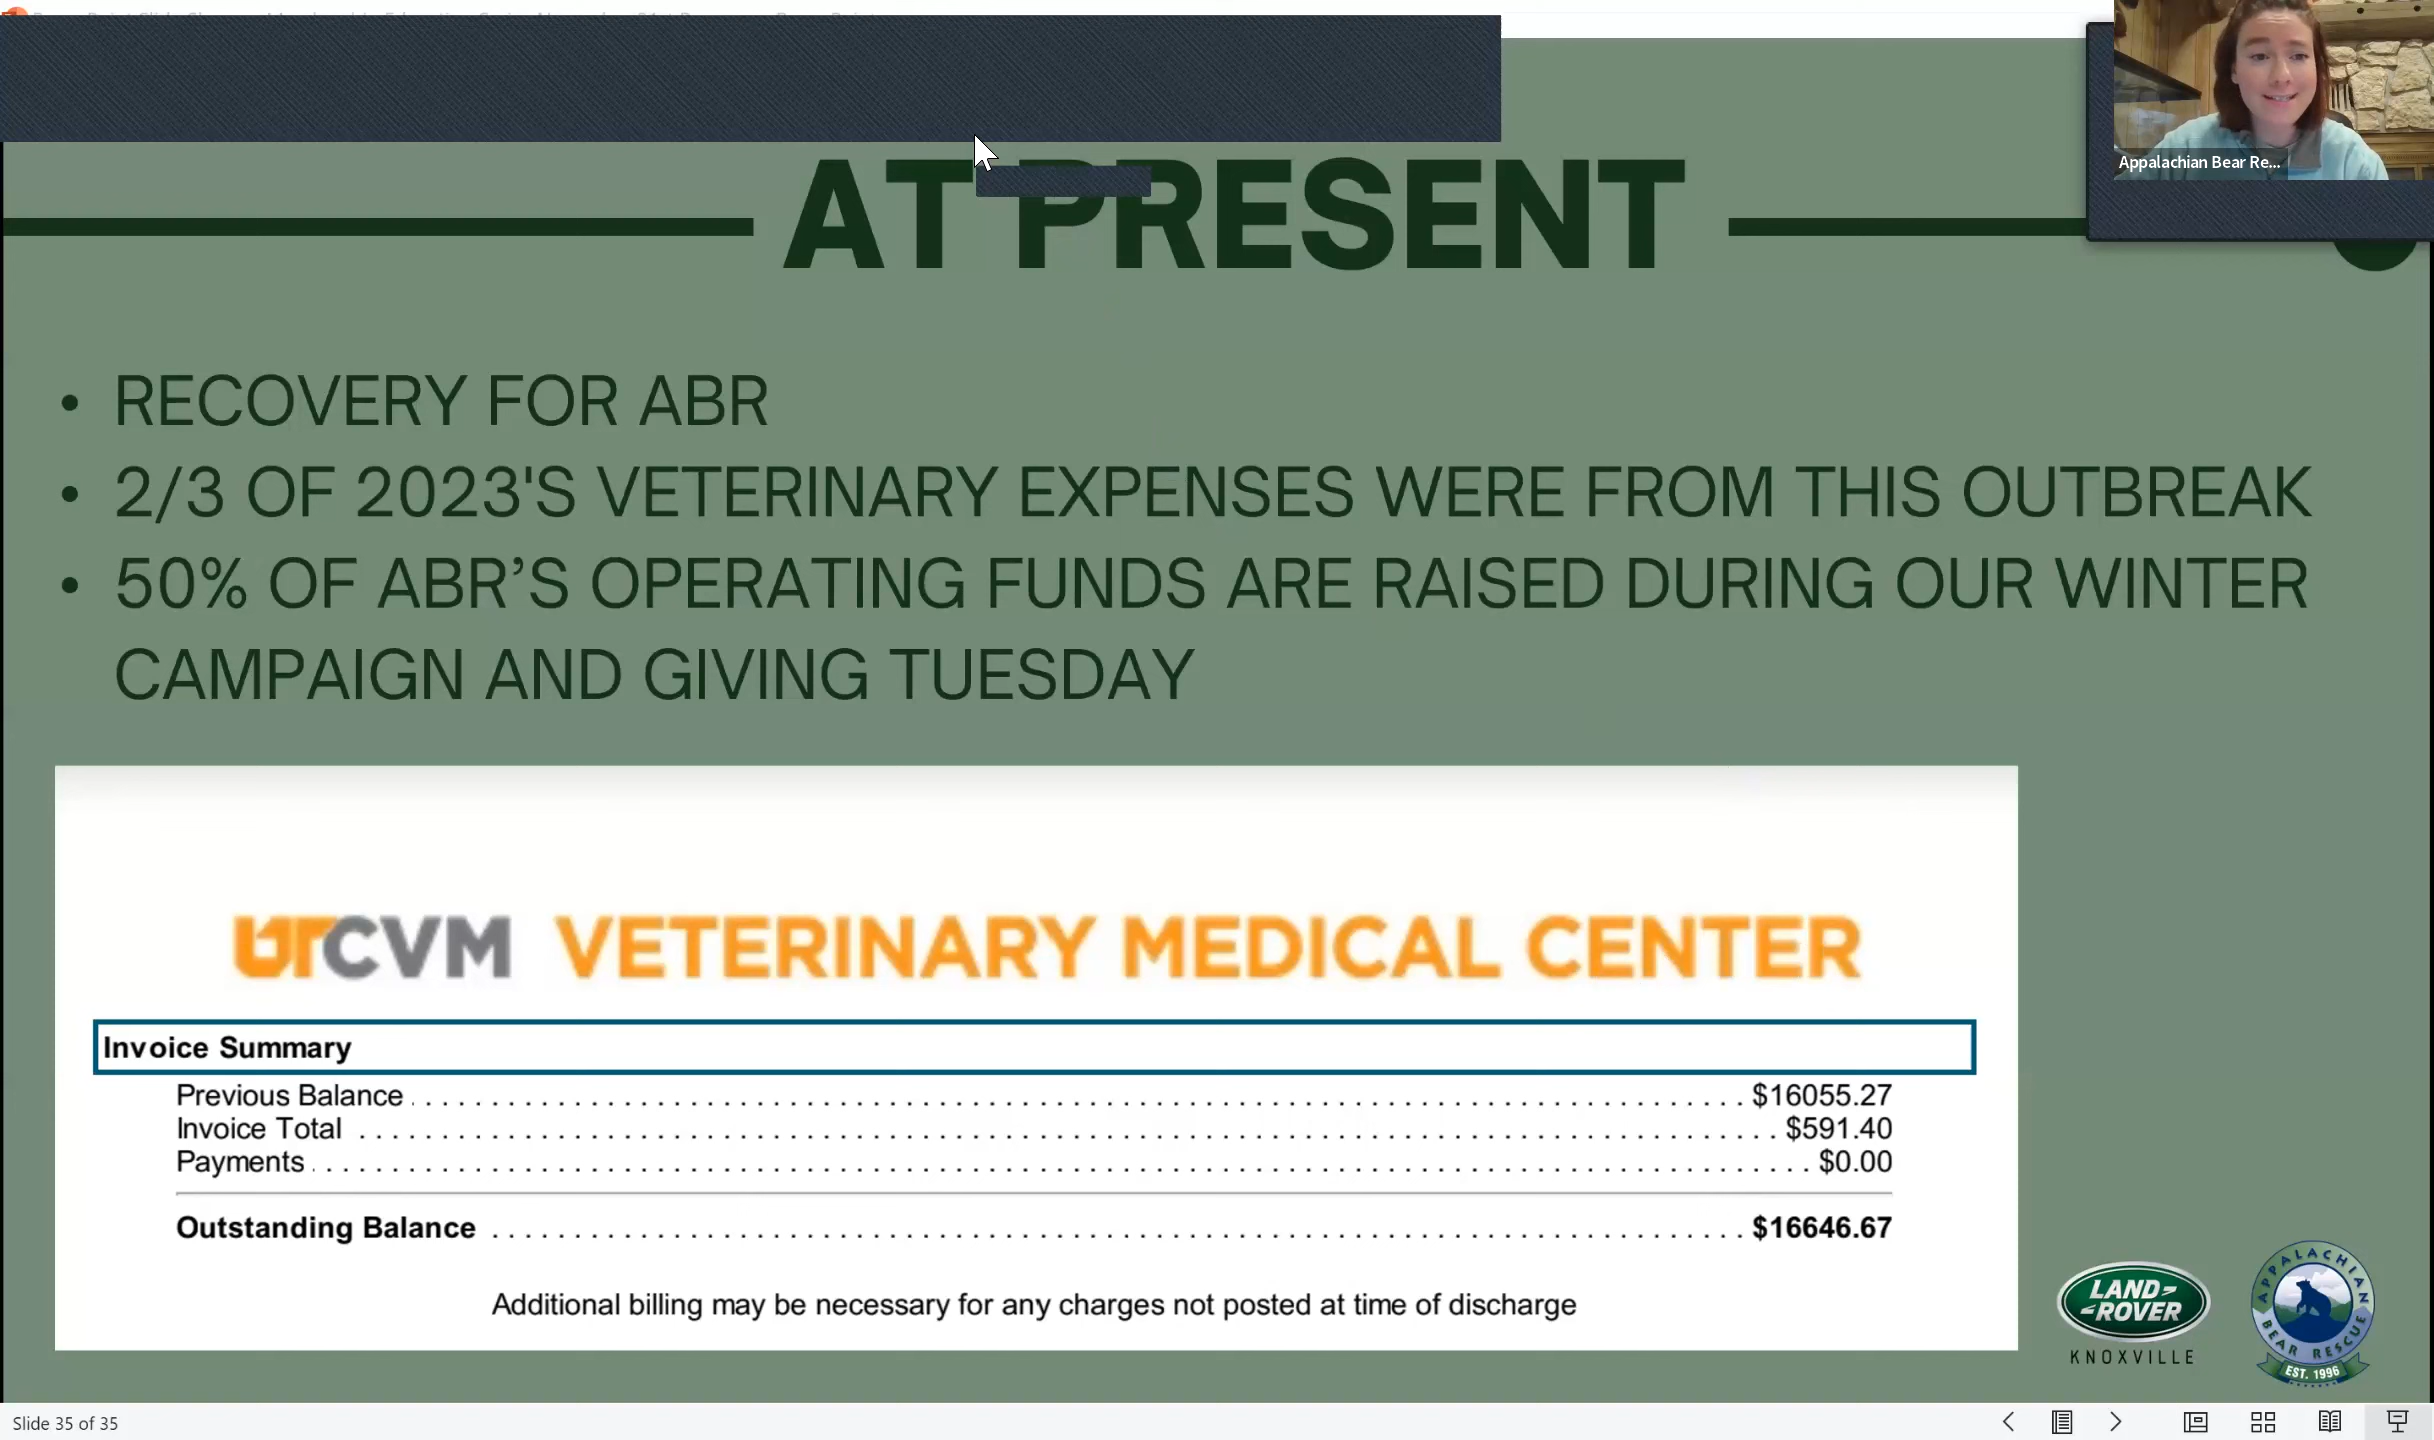 Appalachian Bear Re...
AT PRESENT
• RECOVERY FOR ABR
• 2/3 OF 2023'S VETERINARY EXPENSES WERE FROM THIS OUTBREAK
• 50% OF ABR’S OPERATING FUNDS ARE RAISED DURING OUR WINTER
CAMPAIGN AND GIVING TUESDAY
UTCVM VETERINARY MEDICAL CENTER
Invoice Summary
Previous Balance $16055.27
Invoice Total $591.40
Payments $0.00
Outstanding Balance $16646.67
Additional billing may be necessary for any charges not posted at time of discharge
LAND ROVER
KNOXVILLE
APPALACHIAN
BEAR RESCUE
EST. 1996
Slide 35 of 35